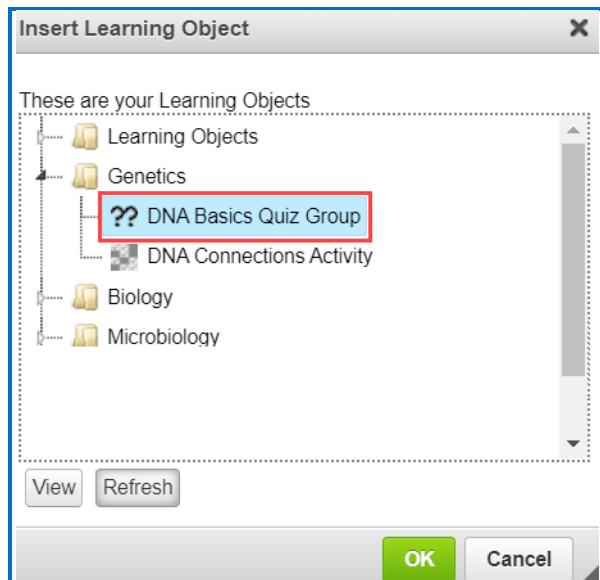 Insert Learning Object
These are your Learning Objects
Learning Objects
Genetics
?? DNA Basics Quiz Group
DNA Connections Activity
Biology
Microbiology
View Refresh
OK Cancel